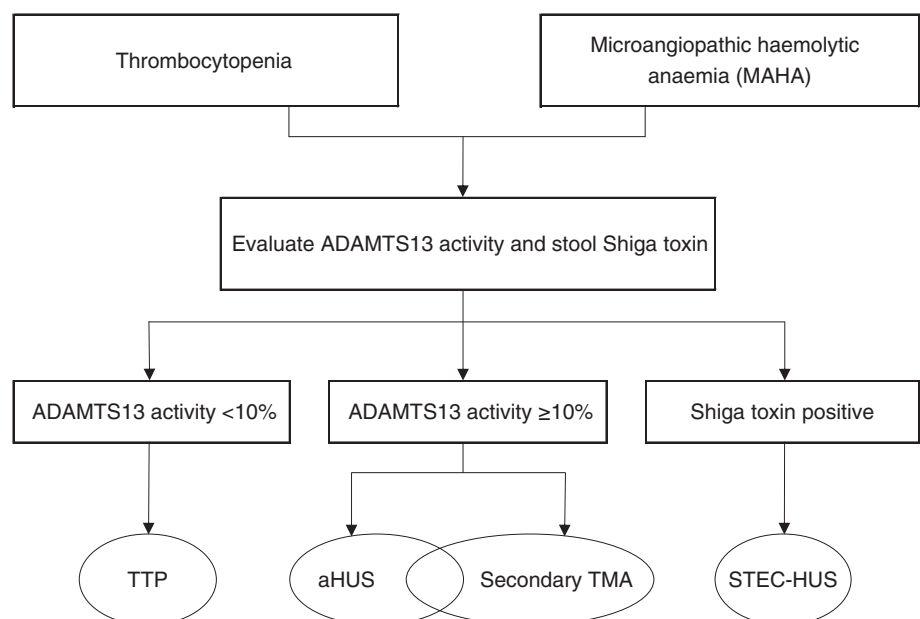 Thrombocytopenia
Microangiopathic haemolytic
anaemia (MAHA)
Evaluate ADAMTS13 activity and stool Shiga toxin
ADAMTS13 activity <10%
ADAMTS13 activity ≥10%
Shiga toxin positive
TTP
aHUS
Secondary TMA
STEC-HUS